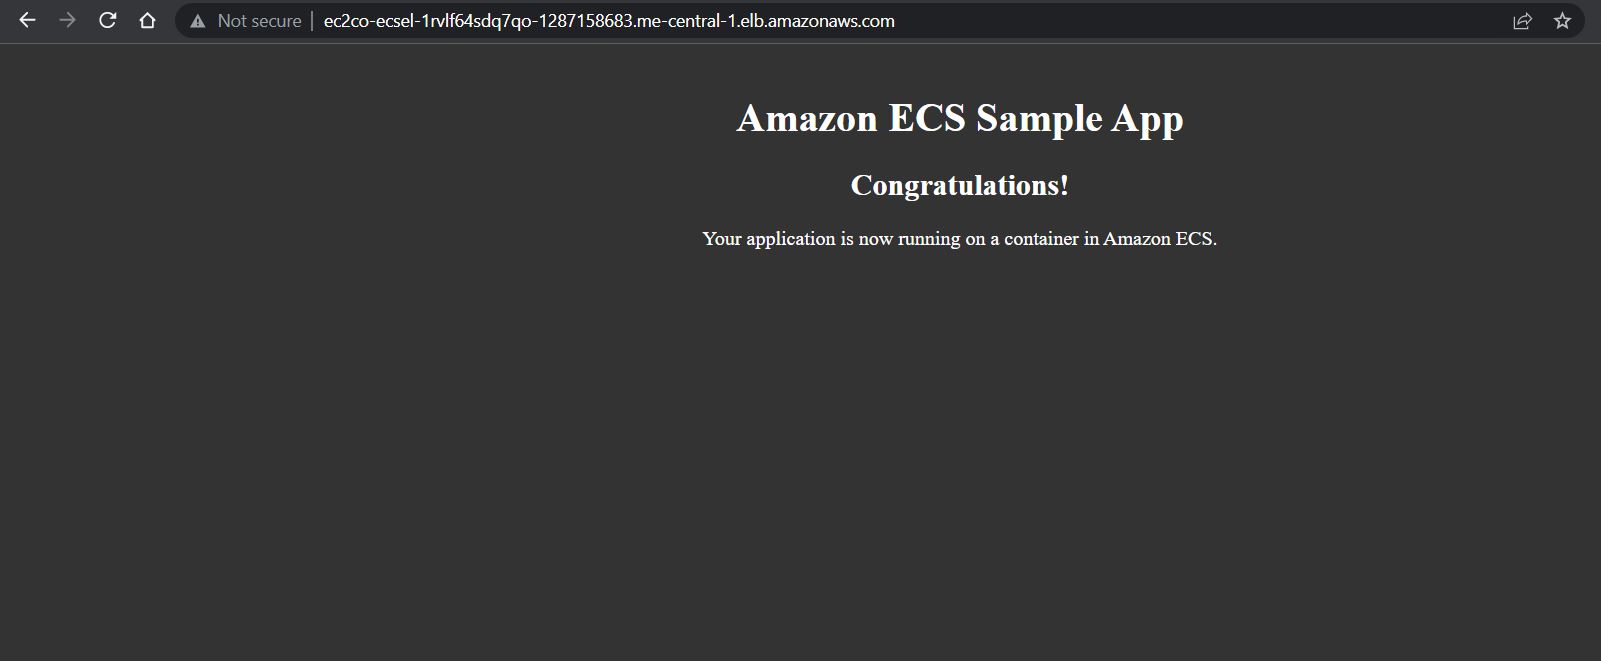 Not secure | ec2co-ecsel-1rvlf64sdq7qo-1287158683.me-central-1.elb.amazonaws.com
Amazon ECS Sample App
Congratulations!
Your application is now running on a container in Amazon ECS.